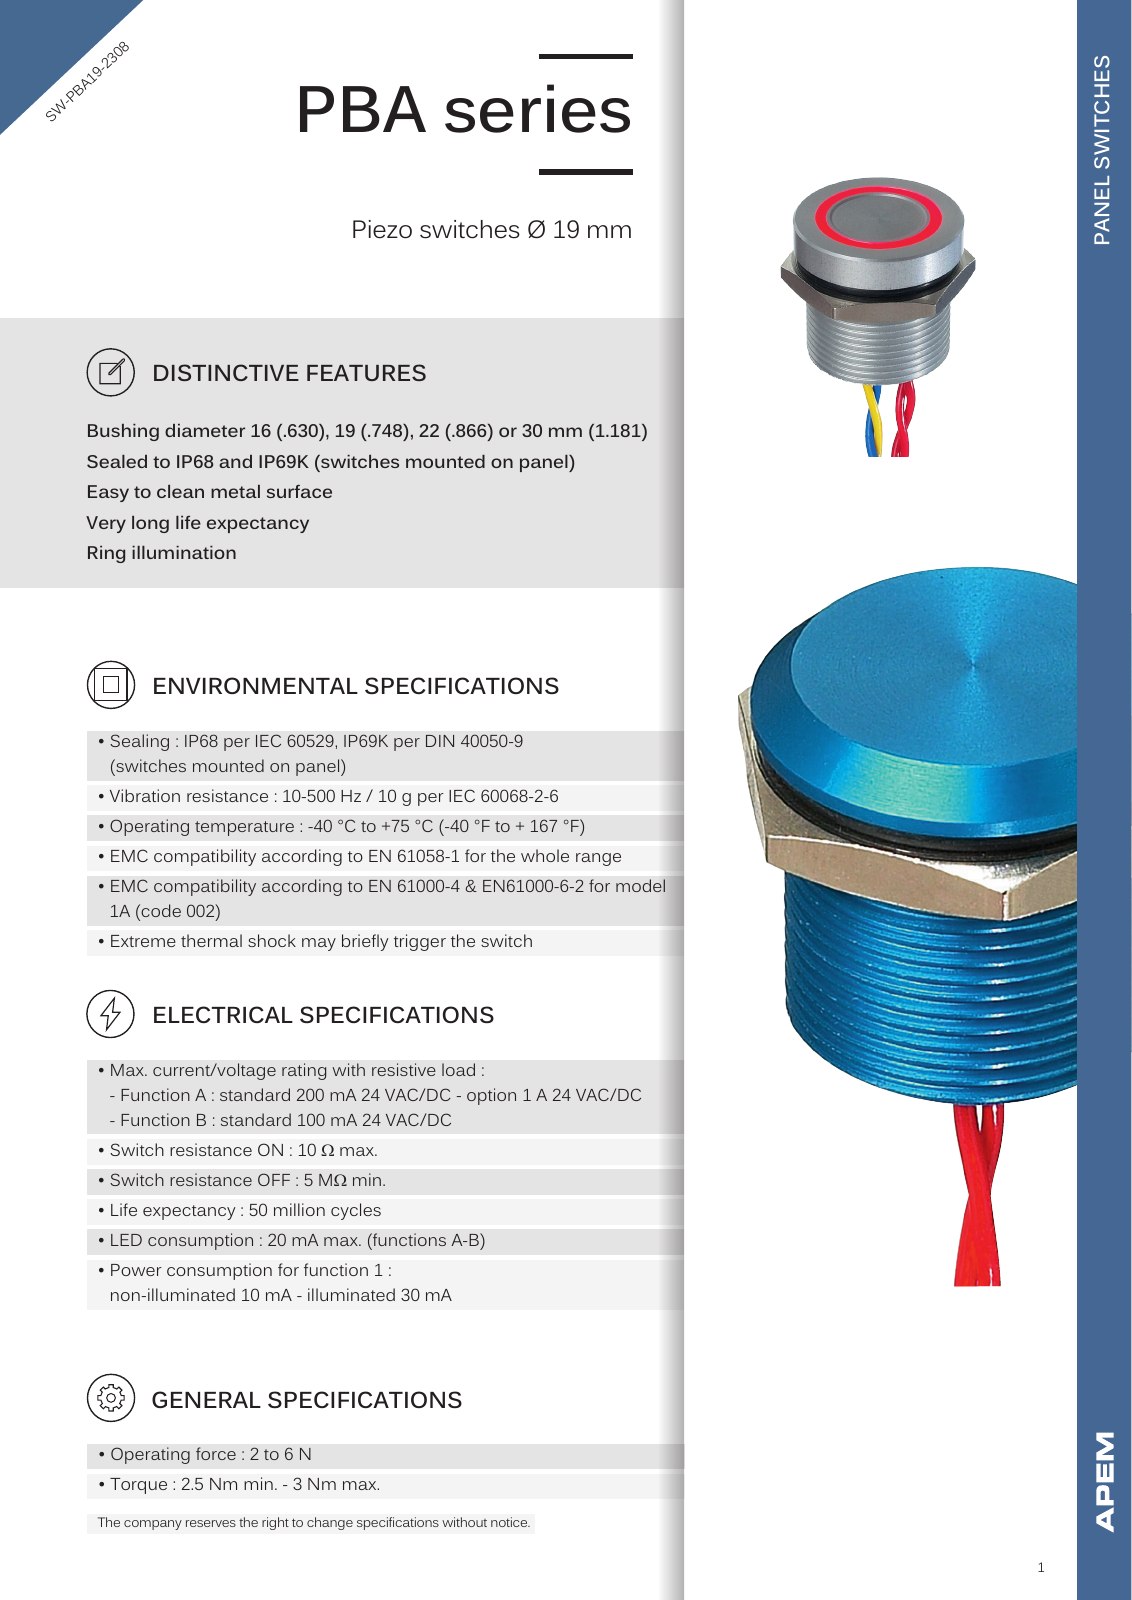 SW-PBA19-2308
PBA series
Piezo switches Ø 19 mm
PANEL SWITCHES
DISTINCTIVE FEATURES
Bushing diameter 16 (.630), 19 (.748), 22 (.866) or 30 mm (1.181)
Sealed to IP68 and IP69K (switches mounted on panel)
Easy to clean metal surface
Very long life expectancy
Ring illumination
ENVIRONMENTAL SPECIFICATIONS
• Sealing : IP68 per IEC 60529, IP69K per DIN 40050-9
(switches mounted on panel)
• Vibration resistance : 10-500 Hz / 10 g per IEC 60068-2-6
• Operating temperature : -40 °C to +75 °C (-40 °F to + 167 °F)
• EMC compatibility according to EN 61058-1 for the whole range
• EMC compatibility according to EN 61000-4 & EN61000-6-2 for model
1A (code 002)
• Extreme thermal shock may briefly trigger the switch
ELECTRICAL SPECIFICATIONS
• Max. current/voltage rating with resistive load :
- Function A : standard 200 mA 24 VAC/DC - option 1 A 24 VAC/DC
- Function B : standard 100 mA 24 VAC/DC
• Switch resistance ON : 10 Ω max.
• Switch resistance OFF : 5 MΩ min.
• Life expectancy : 50 million cycles
• LED consumption : 20 mA max. (functions A-B)
• Power consumption for function 1 :
non-illuminated 10 mA - illuminated 30 mA
GENERAL SPECIFICATIONS
• Operating force : 2 to 6 N
• Torque : 2.5 Nm min. - 3 Nm max.
The company reserves the right to change specifications without notice.
APEM
1